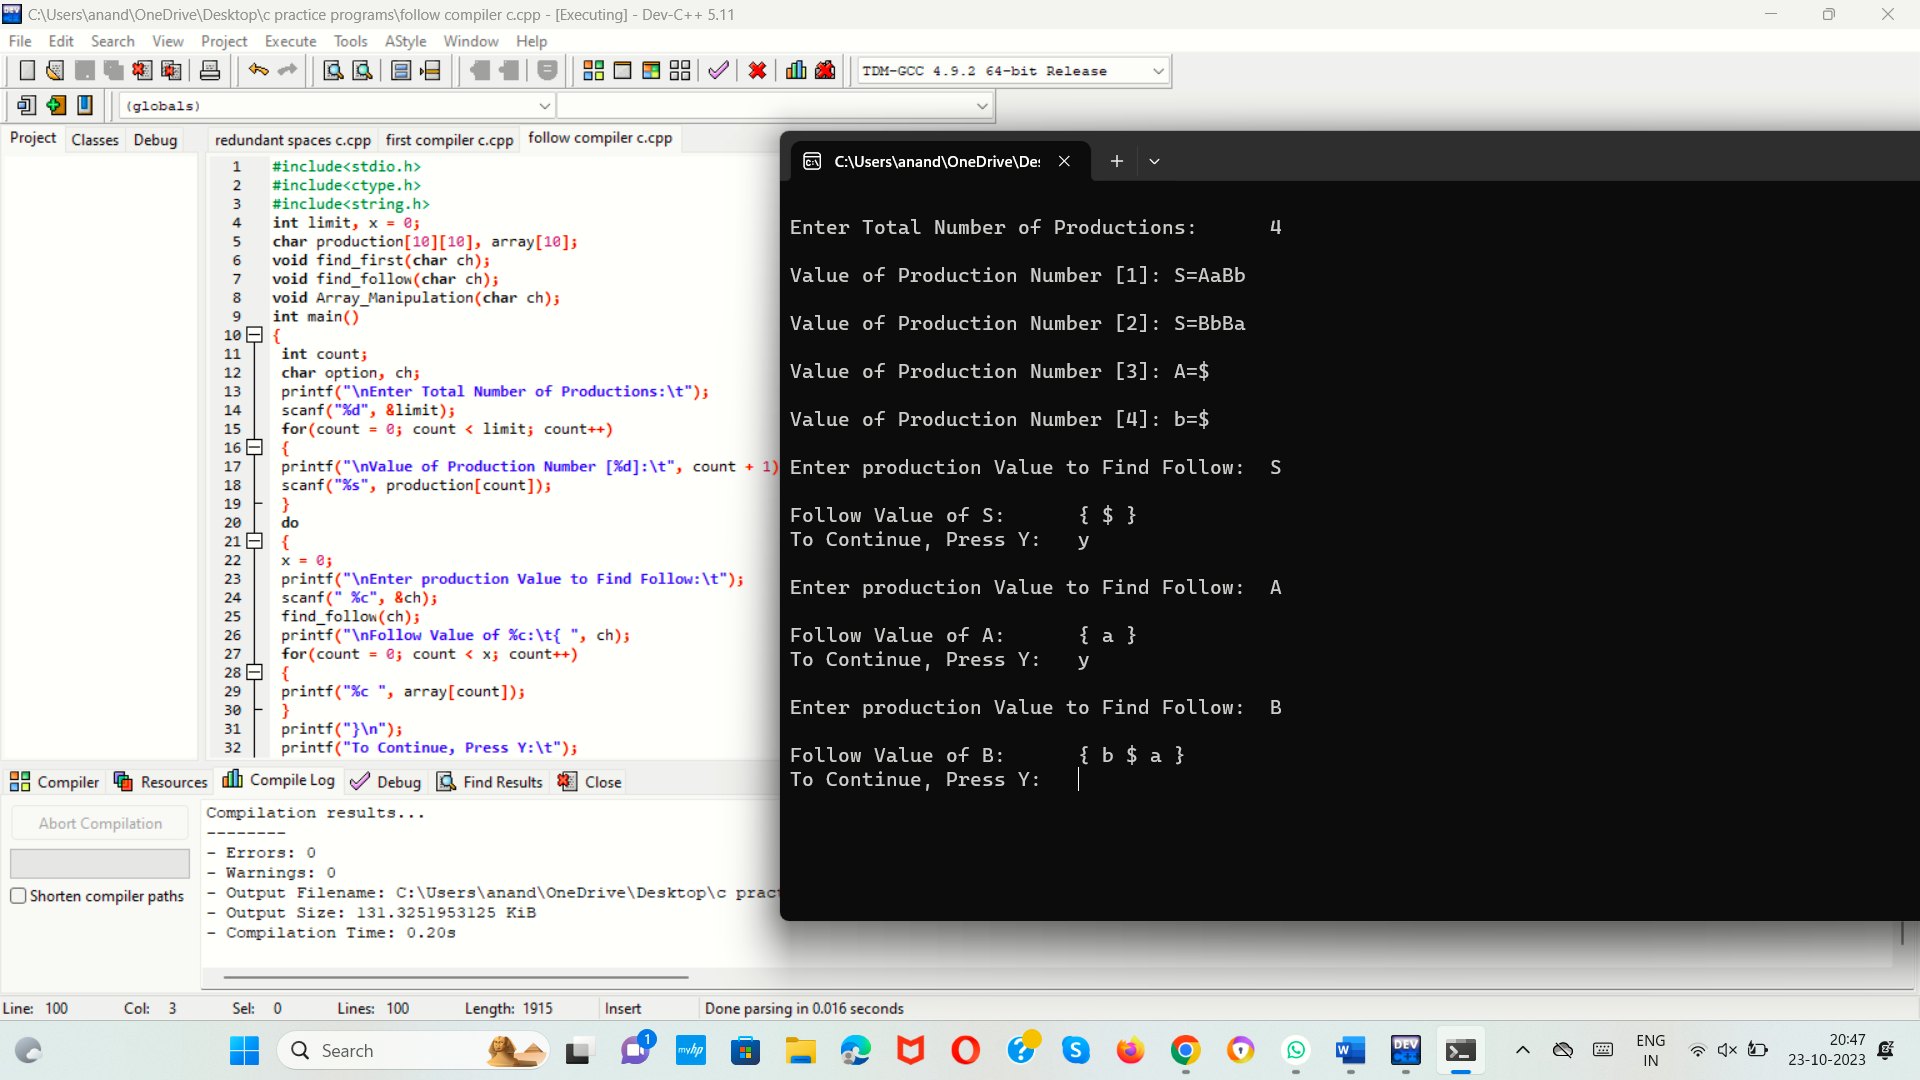 C:\Users\anand\OneDrive\Desktop\c practice programs\follow compiler c.cpp - [Executing] - Dev-C++ 5.11
File Edit Search View Project Execute Tools AStyle Window Help
TDM-GCC 4.9.2 64-bit Release
(globals)
Project Classes Debug
redundant spaces c.cpp first compiler c.cpp follow compiler c.cpp
1 #include<stdio.h>
2 #include<ctype.h>
3 #include<string.h>
4 int limit, x = 0;
5 char production[10][10], array[10];
6 void find_first(char ch);
7 void find_follow(char ch);
8 void Array_Manipulation(char ch);
9 int main()
10 {
11 int count;
12 char option, ch;
13 printf("\nEnter Total Number of Productions:\t");
14 scanf("%d", &limit);
15 for(count = 0; count < limit; count++)
16 {
17 printf("\nValue of Production Number [%d]:\t", count + 1)
18 scanf("%s", production[count]);
19 }
20 do
21 {
22 x = 0;
23 printf("\nEnter production Value to Find Follow:\t");
24 scanf(" %c", &ch);
25 find_follow(ch);
26 printf("\nFollow Value of %c:\t{ ", ch);
27 for(count = 0; count < x; count++)
28 {
29 printf("%c ", array[count]);
30 }
31 printf("}\n");
32 printf("To Continue, Press Y:\t");
C:\Users\anand\OneDrive\De
Enter Total Number of Productions: 4
Value of Production Number [1]: S=AaBb
Value of Production Number [2]: S=BbBa
Value of Production Number [3]: A=$
Value of Production Number [4]: b=$
Enter production Value to Find Follow: S
Follow Value of S: { $ }
To Continue, Press Y: y
Enter production Value to Find Follow: A
Follow Value of A: { a }
To Continue, Press Y: y
Enter production Value to Find Follow: B
Follow Value of B: { b $ a }
To Continue, Press Y:
Compiler Resources Compile Log Debug Find Results Close
Abort Compilation
Shorten compiler paths
Compilation results...
--------
- Errors: 0
- Warnings: 0
- Output Filename: C:\Users\anand\OneDrive\Desktop\c prac
- Output Size: 131.3251953125 KiB
- Compilation Time: 0.20s
Line: 100 Col: 3 Sel: 0 Lines: 100 Length: 1915 Insert Done parsing in 0.016 seconds
Search
1
myhp
DEV
ENG
IN
20:47
23-10-2023